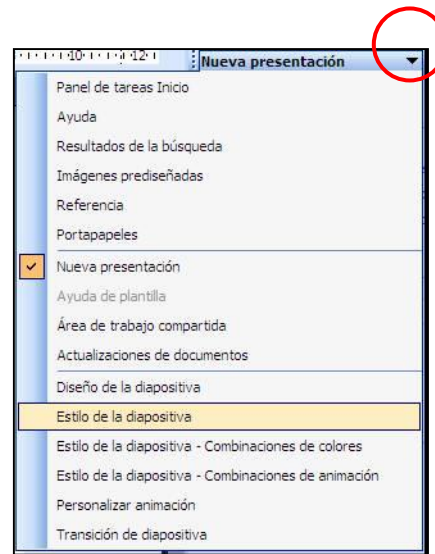 10 12 Nueva presentación
Panel de tareas Inicio
Ayuda
Resultados de la búsqueda
Imágenes prediseñadas
Referencia
Portapapeles
Nueva presentación
Ayuda de plantilla
Área de trabajo compartida
Actualizaciones de documentos
Diseño de la diapositiva
Estilo de la diapositiva
Estilo de la diapositiva - Combinaciones de colores
Estilo de la diapositiva - Combinaciones de animación
Personalizar animación
Transición de diapositiva